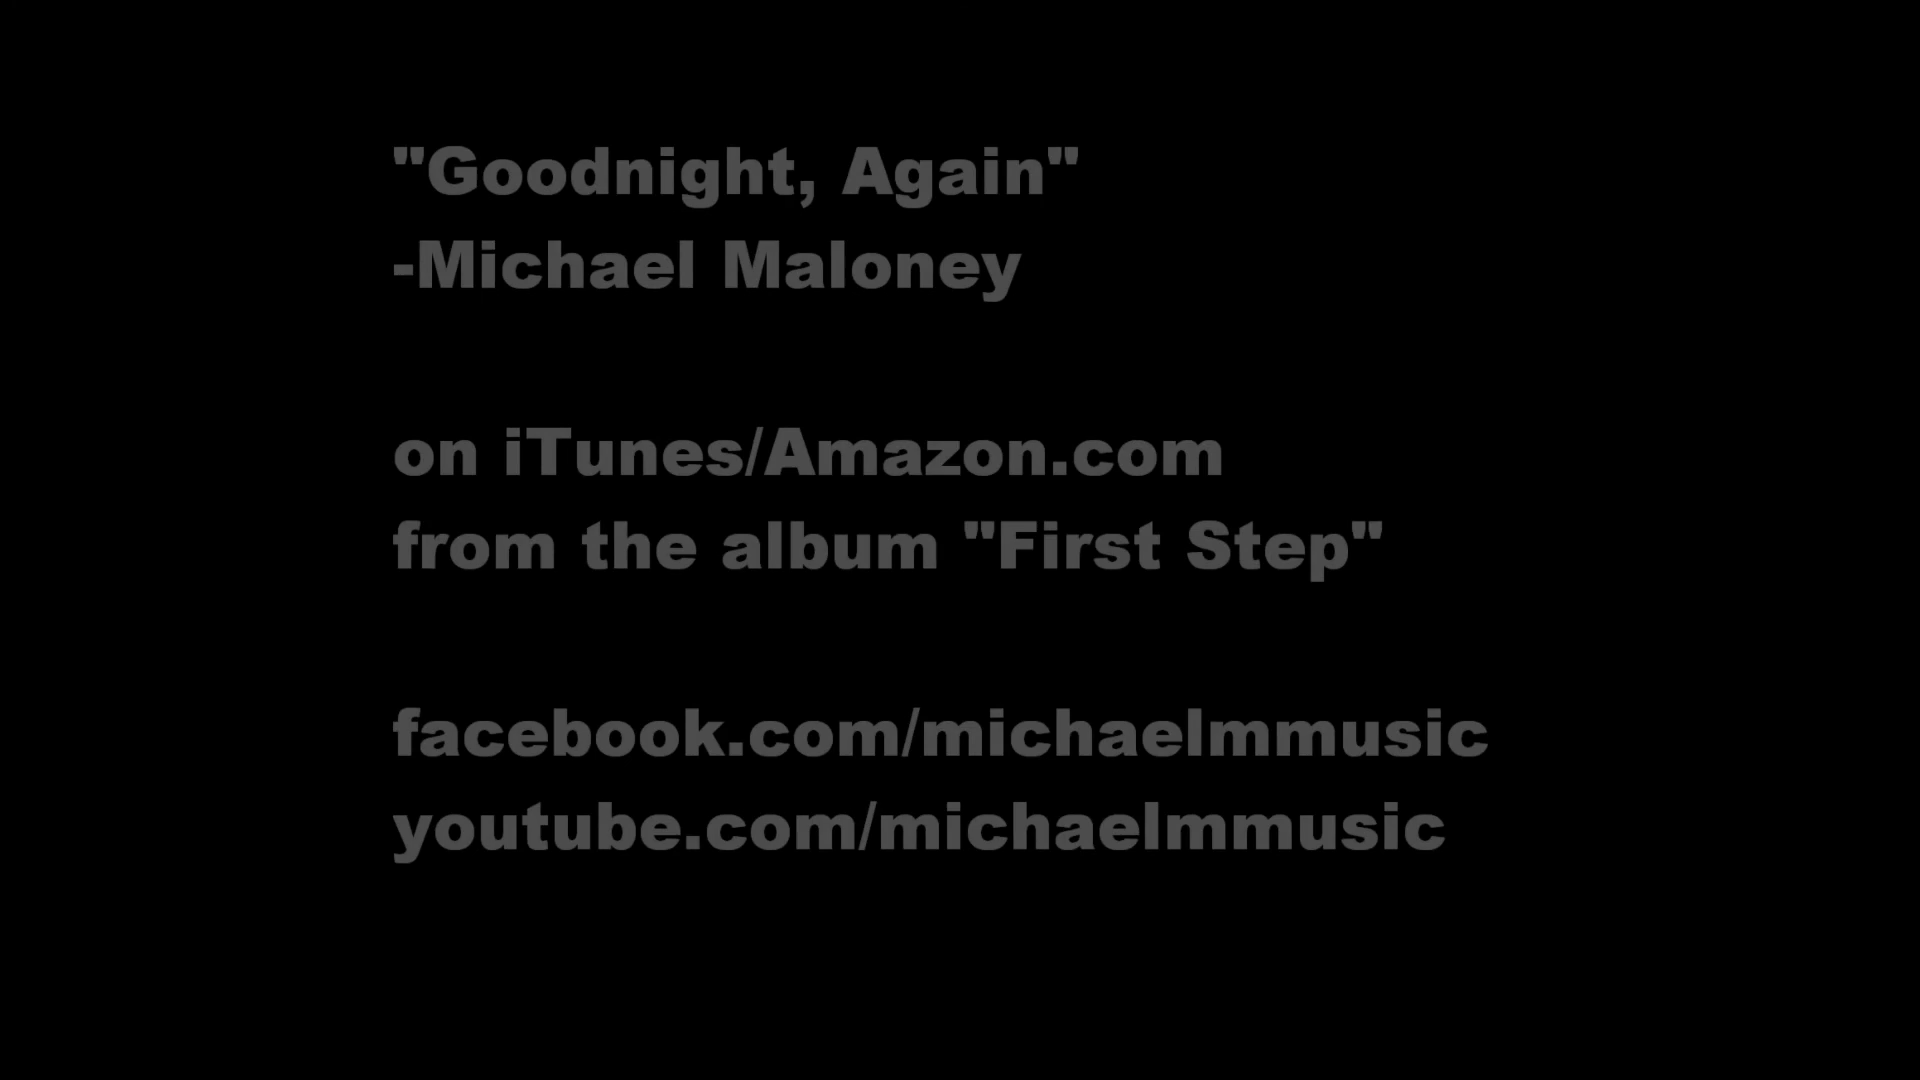 "Goodnight, Again"
-Michael Maloney
on iTunes/Amazon.com
from the album "First Step"
facebook.com/michaelmmusic
youtube.com/michaelmmusic